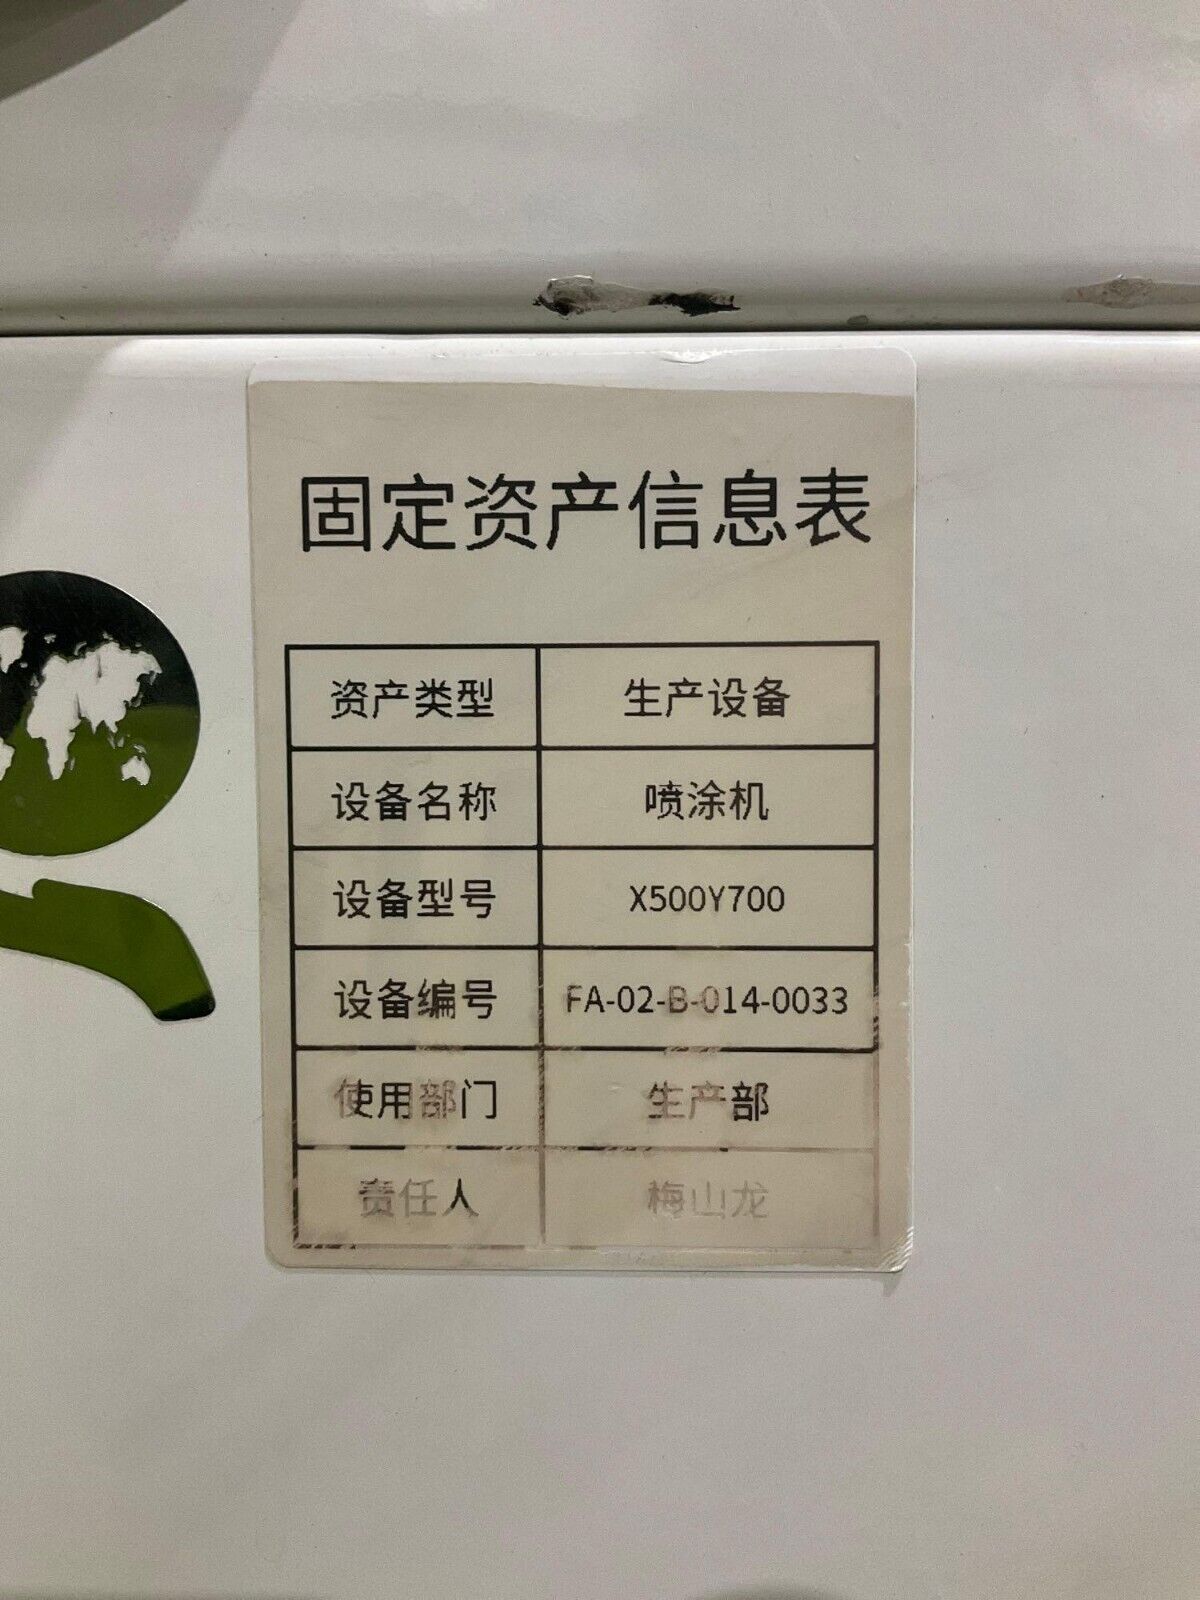 固定资产信息表
资产类型 生产设备
设备名称 喷涂机
设备型号 X500Y700
设备编号 FA-02-B-014-0033
使用部门 生产部
责任人 梅山龙